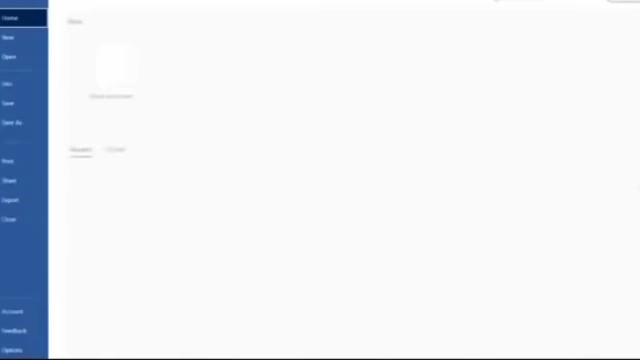 Home
New
Open
Info
Save
Save As
Print
Share
Export
Close
Account
Feedback
Options